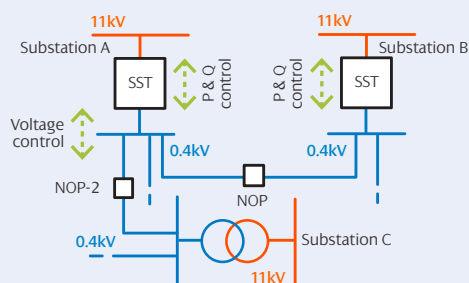 11kV
11kV
Substation A
Substation B
SST
P & Q
control
P & Q
control
SST
Voltage
control
0.4kV
0.4kV
NOP-2
NOP
0.4kV
Substation C
11kV